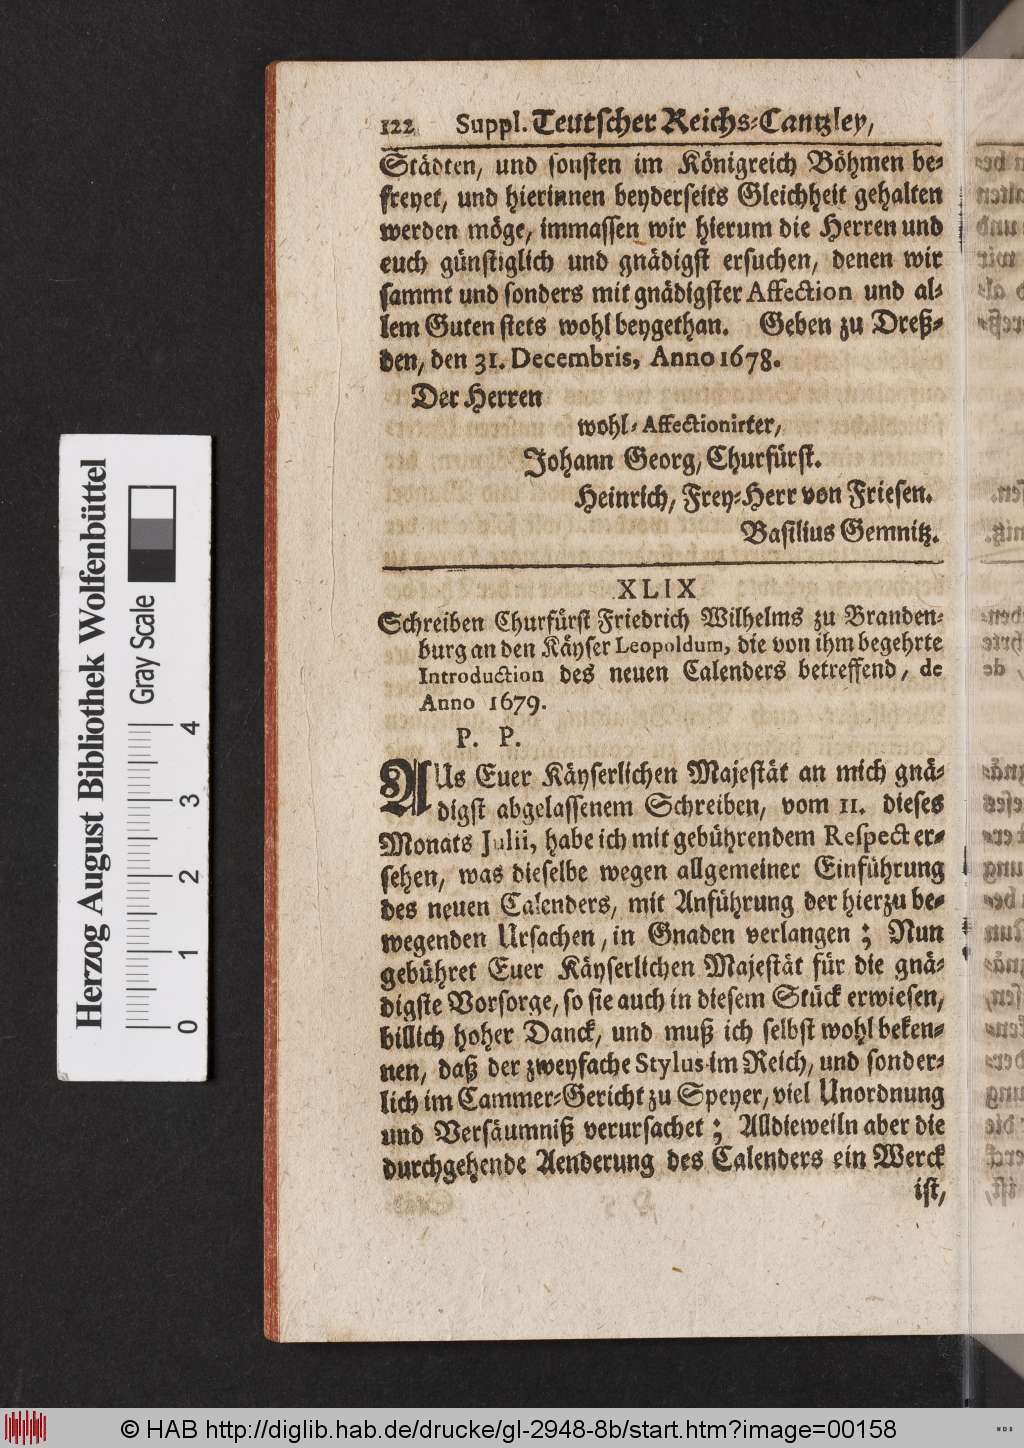 122 Suppl. Teutscher Reichs-Cantzley,
Städten, und sonsten im Königreich Böhmen be-
freyet, und hierinnen beyderseits Gleichheit gehalten
werden möge, immassen wir hierum die Herren und
euch günstiglich und gnädigst ersuchen, denen wir
sammt und sonders mit gnädigster Affection und al-
lem Guten stets wohl beygethan. Geben zu Dreß-
den, den 31. Decembris, Anno 1678.
Der Herren
wohl-Affectionirter,
Johann Georg, Churfürst.
Heinrich, Frey-Herr von Friesen.
Basilius Gemnitz.
XLIX
Schreiben Churfürst Friedrich Wilhelms zu Branden-
burg an den Käyser Leopoldum, die von ihm begehrte
Introduction des neuen Calenders betreffend, de
Anno 1679.
P. P.
AUs Euer Käyserlichen Majestät an mich gnä-
digst abgelassenem Schreiben, vom 11. dieses
Monats Julii, habe ich mit gebührendem Respect er-
sehen, was dieselbe wegen allgemeiner Einführung
des neuen Calenders, mit Anführung der hierzu be-
wegenden Ursachen, in Gnaden verlangen; Nun
gebühret Euer Käyserlichen Majestät für die gnä-
digste Vorsorge, so sie auch in diesem Stück erwiesen,
billich hoher Danck, und muß ich selbst wohl beken-
nen, daß der zweyfache Stylus im Reich, und sonder-
lich im Cammer-Gericht zu Speyer, viel Unordnung
und Versäumniß verursachet; Alldieweiln aber die
durchgehende Aenderung des Calenders ein Werck
ist,
Herzog August Bibliothek Wolfenbüttel
Gray Scale
0 1 2 3 4
© HAB http://diglib.hab.de/drucke/gl-2948-8b/start.htm?image=00158